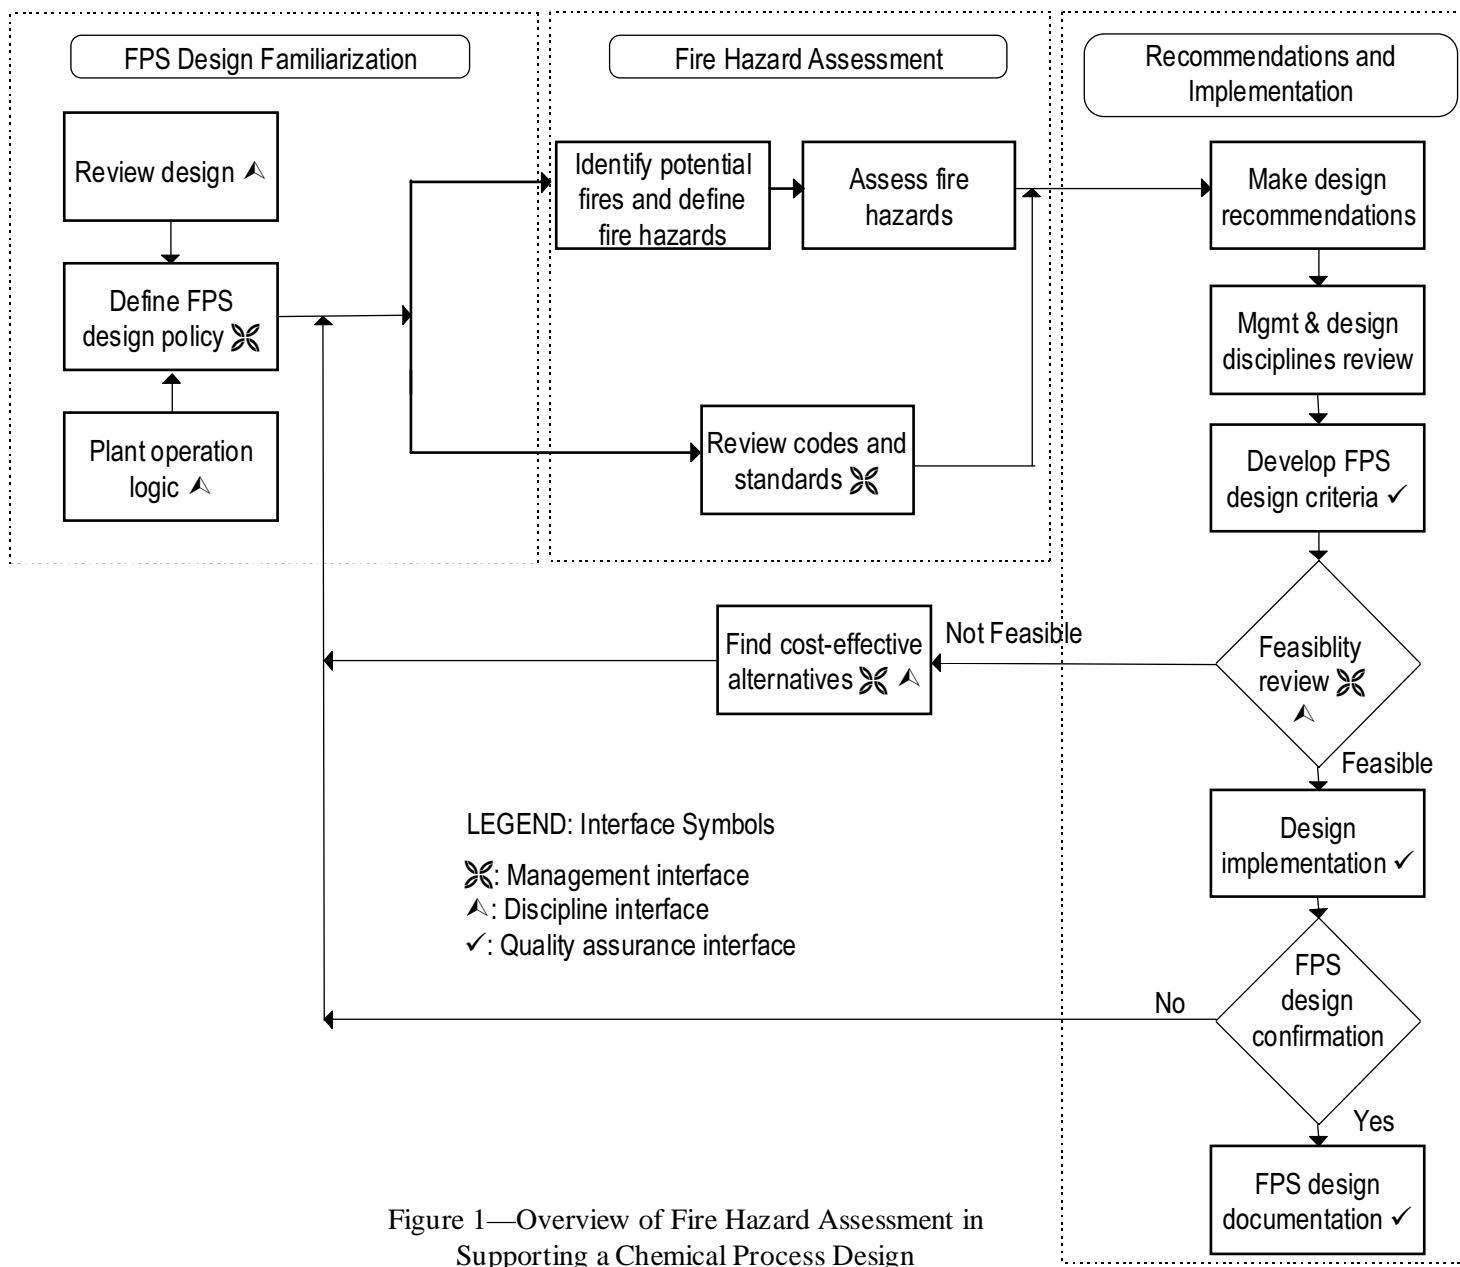 FPS Design Familiarization
Review design
Define FPS
design policy
Plant operation
logic
Fire Hazard Assessment
Identify potential
fires and define
fire hazards
Assess fire
hazards
Review codes and
standards
Recommendations and
Implementation
Make design
recommendations
Mgmt & design
disciplines review
Develop FPS
design criteria ✓
Feasiblity
review
Not Feasible
Find cost-effective
alternatives
Feasible
Design
implementation ✓
FPS
design
confirmation
No
Yes
FPS design
documentation ✓
LEGEND: Interface Symbols
: Management interface
: Discipline interface
✓: Quality assurance interface
Figure 1—Overview of Fire Hazard Assessment in
Supporting a Chemical Process Design